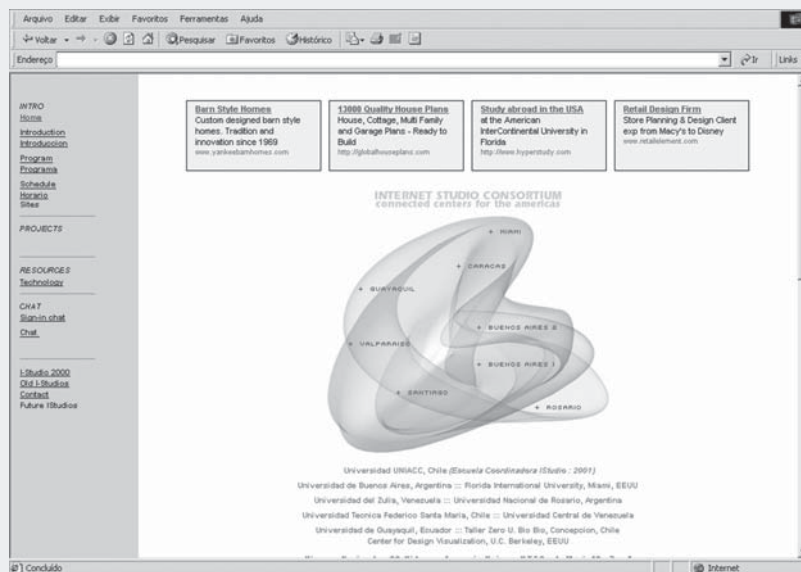 Arquivo Editar Exibir Favoritos Ferramentas Ajuda
Voltar Pesquisar Favoritos Histórico
Endereço Ir Links
INTRO
Home
Introduction
Introduccion
Program
Programa
Schedule
Horario
Sites
PROJECTS
RESOURCES
Technology
CHAT
Sign-in chat
Chat
I-Studio 2000
Old I-Studios
Contact
Future IStudios
Barn Style Homes
Custom designed barn style
homes. Tradition and
innovation since 1969
www.yankeebarnhomes.com
13000 Quality House Plans
House, Cottage, Multi Family
and Garage Plans - Ready to
Build
http://globalhouseplans.com
Study abroad in the USA
at the American
InterContinental University in
Florida
http://www.hyperstudy.com
Retail Design Firm
Store Planning & Design Client
exp from Macy's to Disney
www.retailelement.com
INTERNET STUDIO CONSORTIUM
connected centers for the americas
+ MIAMI
+ CARACAS
+ GUAYAQUIL
+ BUENOS AIRES 2
+ VALPARAISO
+ BUENOS AIRES 1
+ SANTIAGO
+ ROSARIO
Universidad UNIACC, Chile (Escuela Coordinadora IStudio : 2001)
Universidad de Buenos Aires, Argentina ::: Florida International University, Miami, EEUU
Universidad del Zulia, Venezuela ::: Universidad Nacional de Rosario, Argentina
Universidad Tecnica Federico Santa Maria, Chile ::: Universidad Central de Venezuela
Universidad de Guayaquil, Ecuador ::: Taller Zero U. Bio Bio, Concepcion, Chile
Center for Design Visualization, U.C. Berkeley, EEUU
Concluído Internet